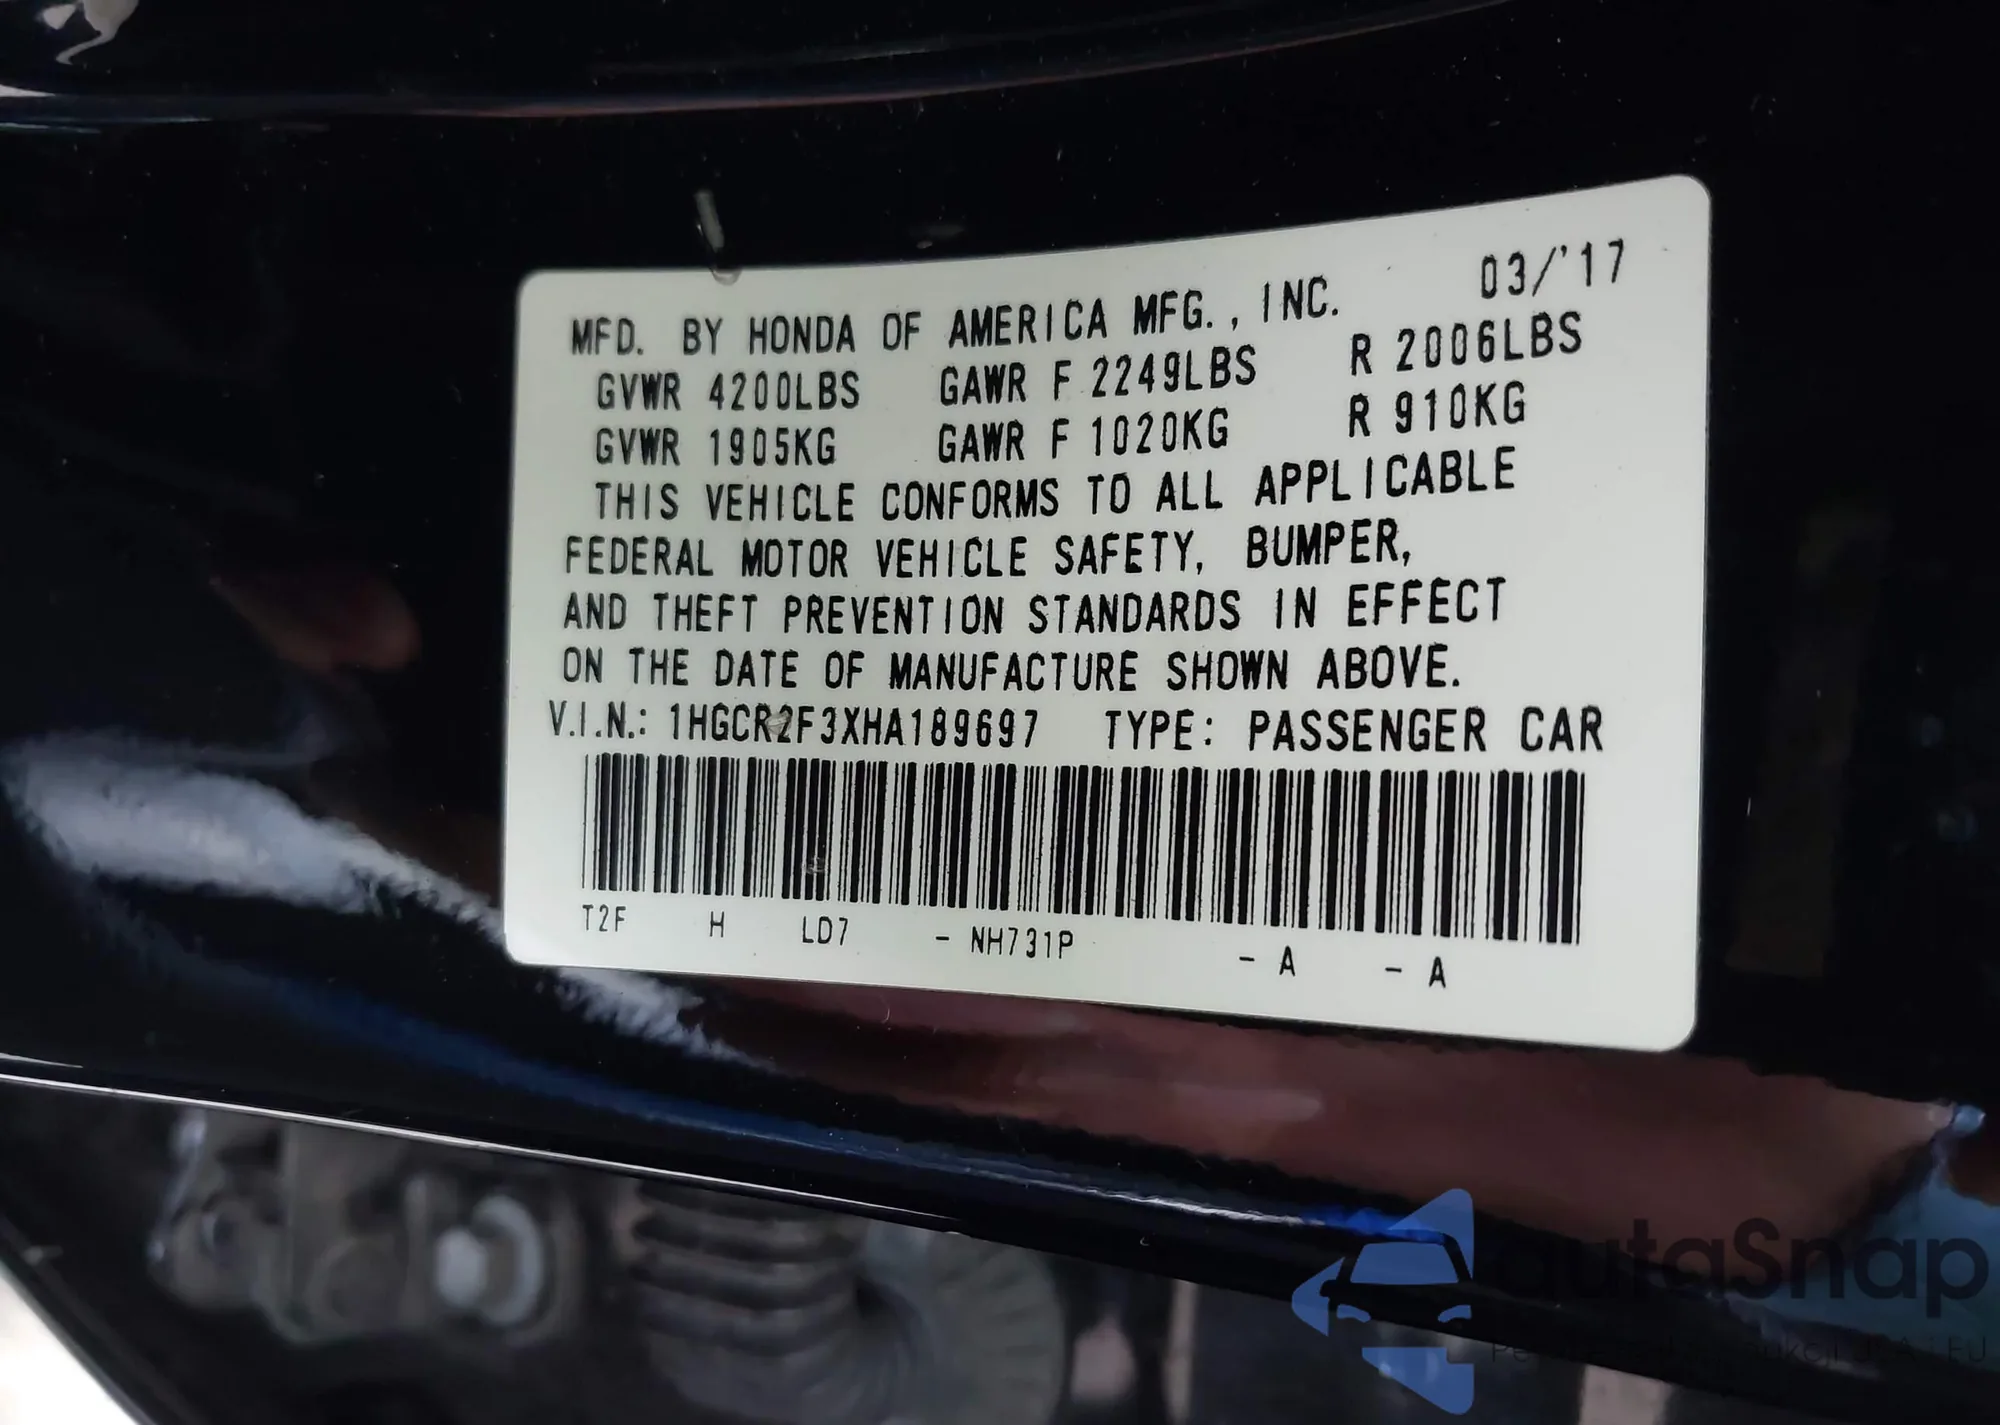 03/'17
MFD. BY HONDA OF AMERICA MFG., INC.
GVWR 4200LBS GAWR F 2249LBS R 2006LBS
GVWR 1905KG GAWR F 1020KG R 910KG
THIS VEHICLE CONFORMS TO ALL APPLICABLE
FEDERAL MOTOR VEHICLE SAFETY, BUMPER,
AND THEFT PREVENTION STANDARDS IN EFFECT
ON THE DATE OF MANUFACTURE SHOWN ABOVE.
V.I.N.: 1HGCR2F3XHA189697 TYPE: PASSENGER CAR
T2F H LD7 - NH731P - A - A
autaSnap